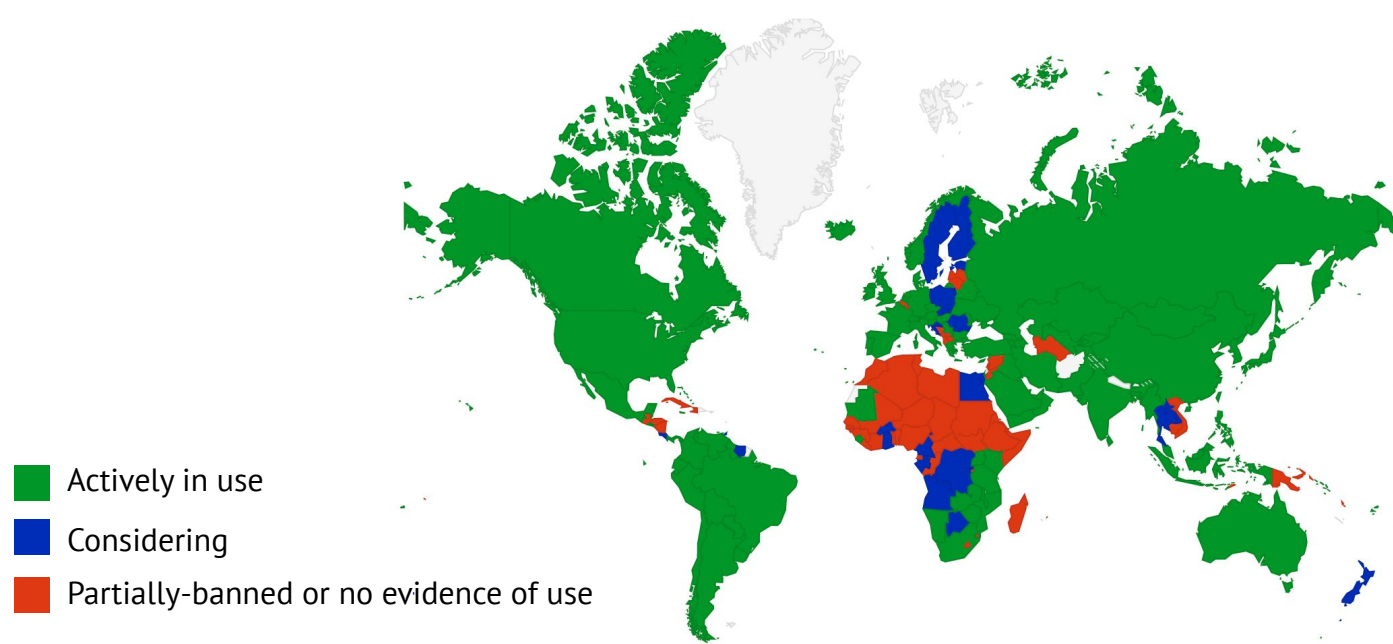 Actively in use
Considering
Partially-banned or no evidence of use